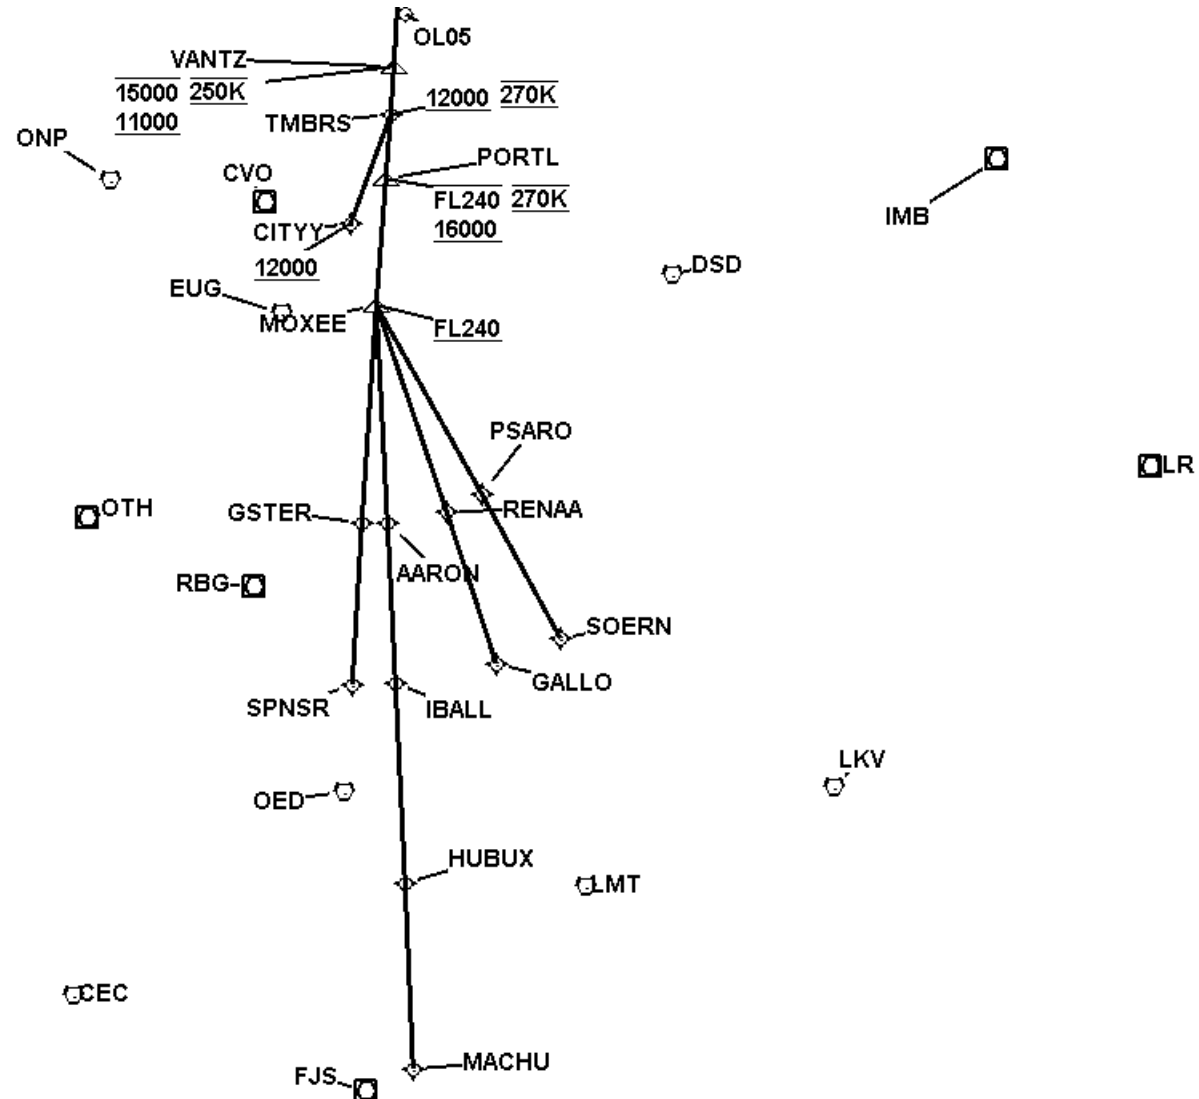 OL05
VANTZ
15000 250K
11000
12000 270K
TMBRS
ONP
PORTL
CVO
FL240 270K
16000
IMB
CITYY
12000
DSD
EUG
MOXEE
FL240
PSARO
LR
OTH
GSTER
RENAA
AARON
RBG
SOERN
GALLO
SPNSR
IBALL
LKV
OED
HUBUX
LMT
CEC
MACHU
FJS